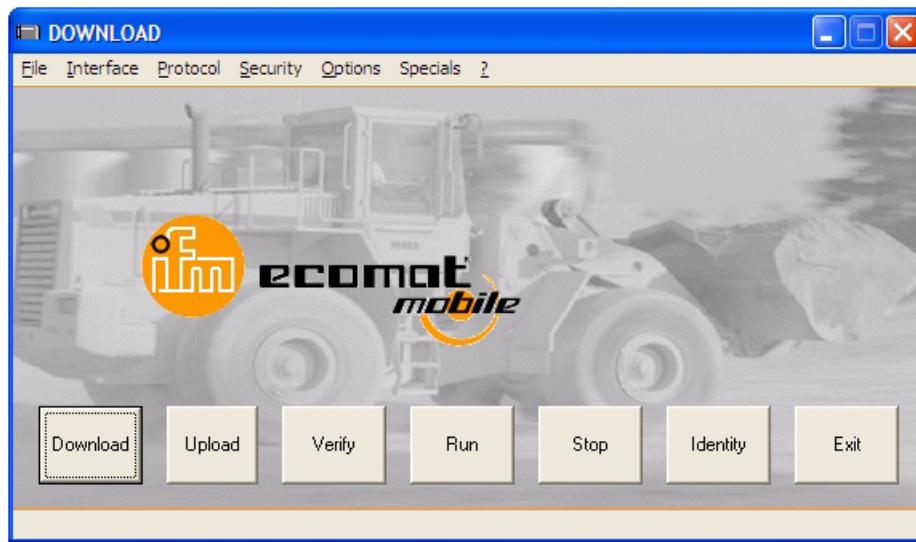 DOWNLOAD
File Interface Protocol Security Options Specials ?
ifm ecomat
mobile
Download Upload Verify Run Stop Identity Exit